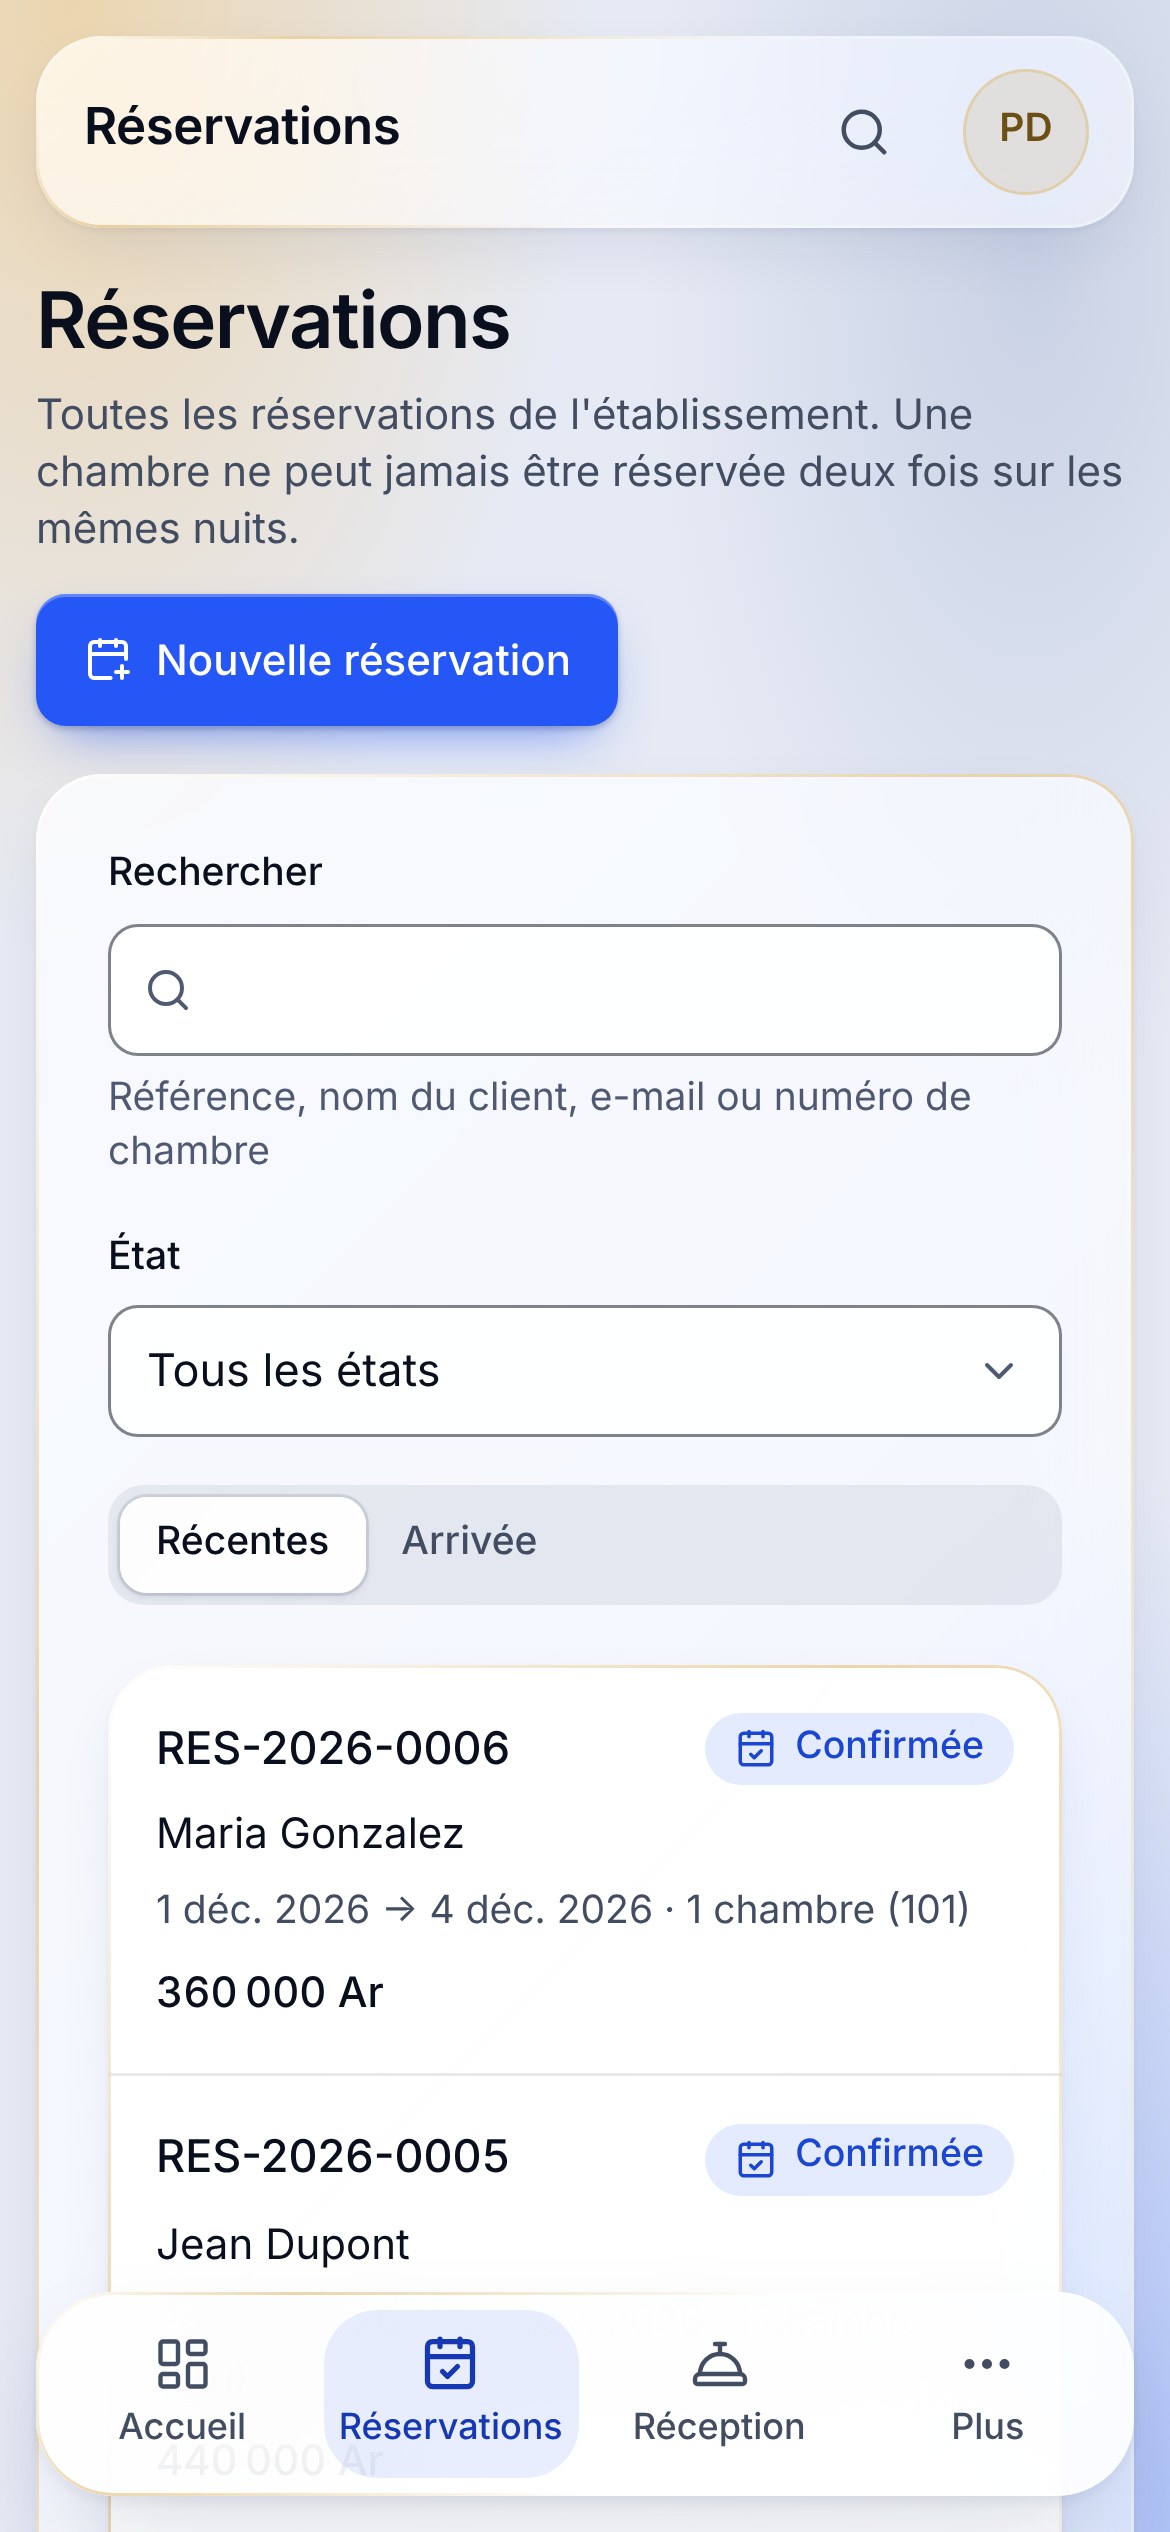 Réservations
PD
Réservations
Toutes les réservations de l'établissement. Une
chambre ne peut jamais être réservée deux fois sur les
mêmes nuits.
Nouvelle réservation
Rechercher
Référence, nom du client, e-mail ou numéro de
chambre
État
Tous les états
Récentes Arrivée
RES-2026-0006 Confirmée
Maria Gonzalez
1 déc. 2026 → 4 déc. 2026 · 1 chambre (101)
360 000 Ar
RES-2026-0005 Confirmée
Jean Dupont
Accueil Réservations Réception Plus
440 000 Ar